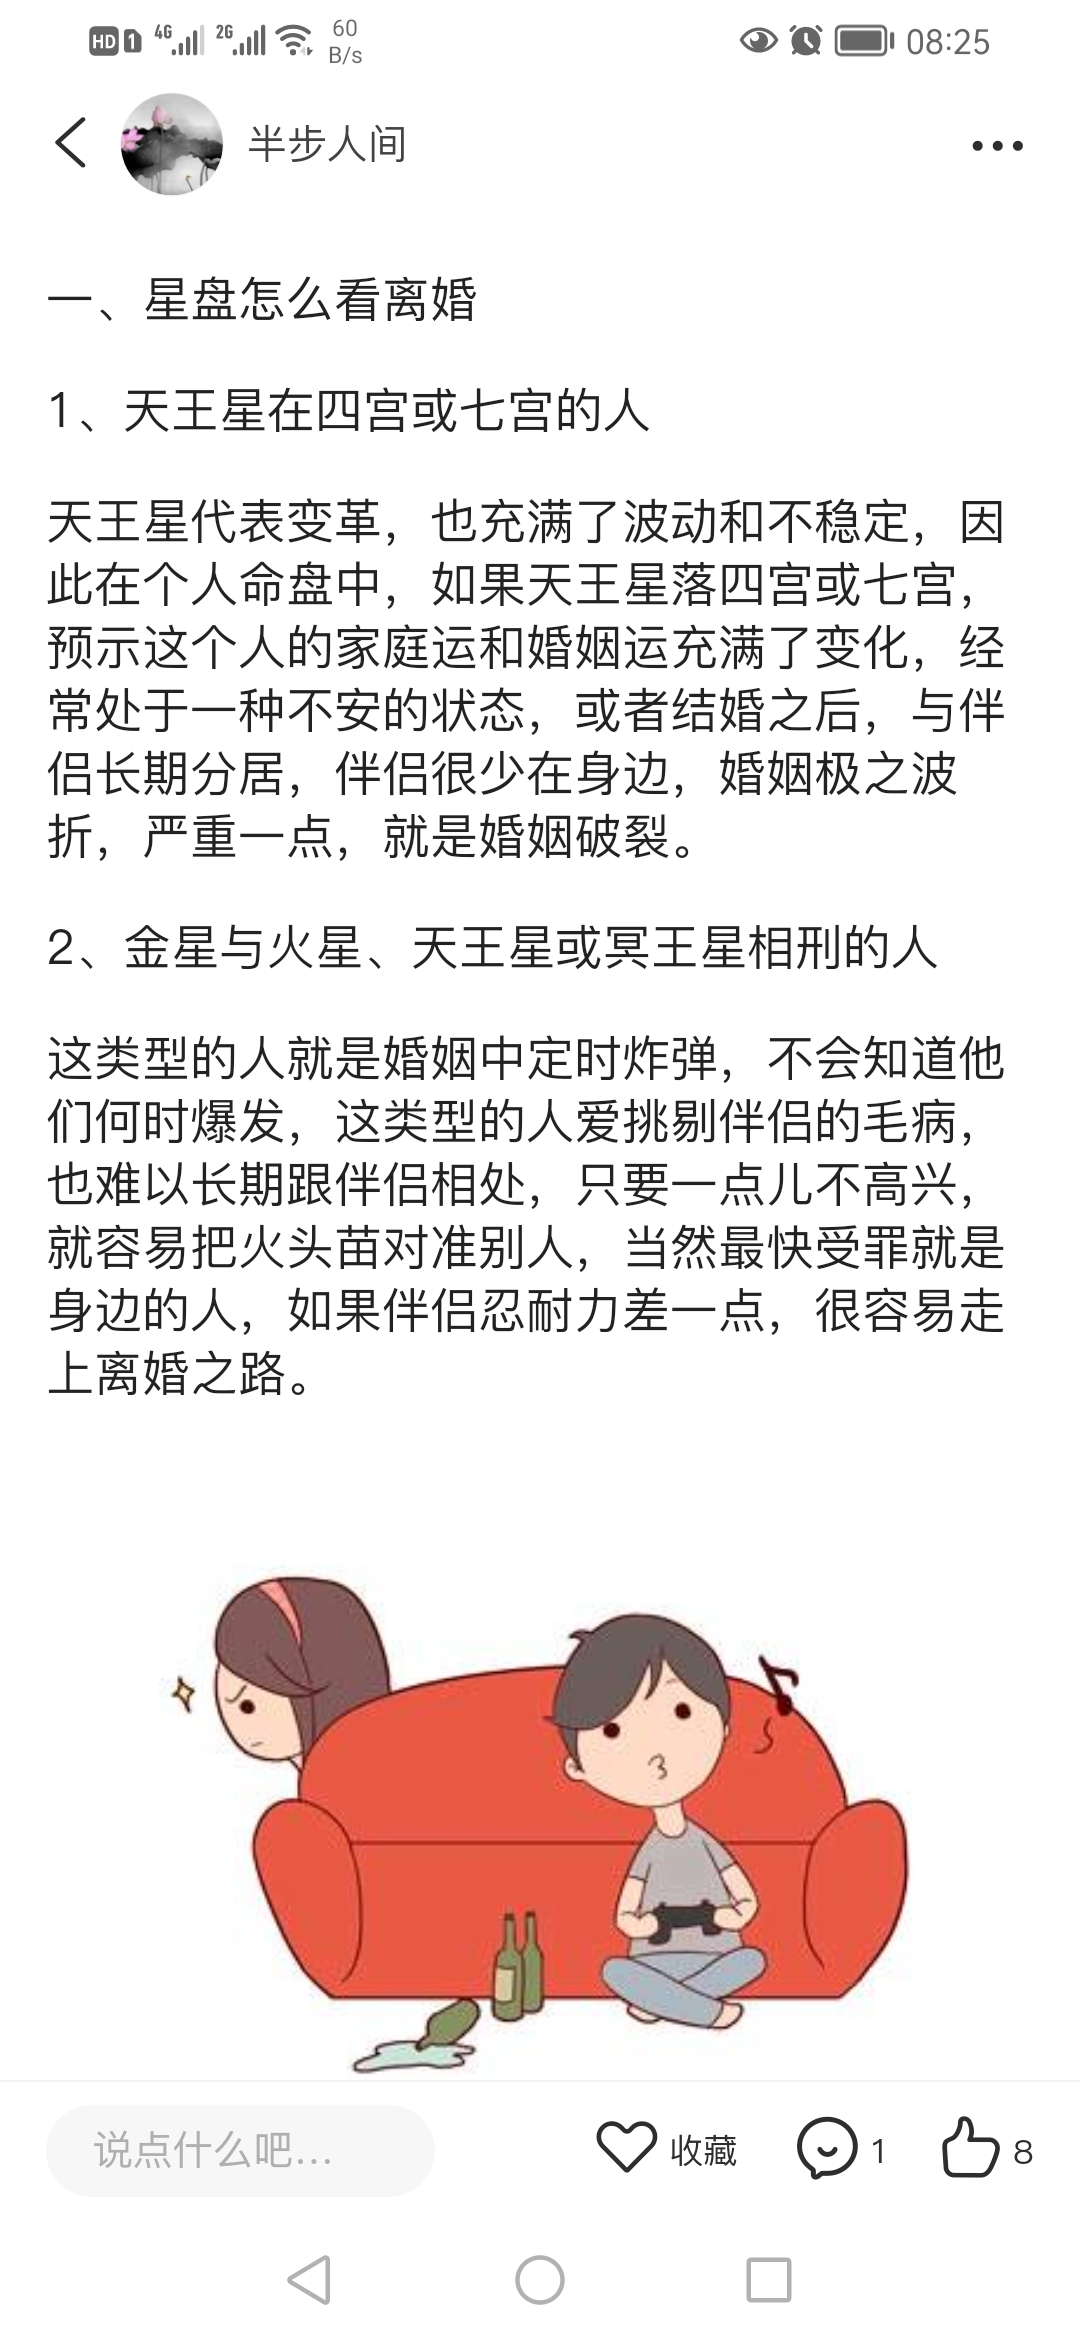 HD 1 4G 2G 60 B/s 08:25
半步人间
一、星盘怎么看离婚
1、天王星在四宫或七宫的人
天王星代表变革，也充满了波动和不稳定，因
此在个人命盘中，如果天王星落四宫或七宫，
预示这个人的家庭运和婚姻运充满了变化，经
常处于一种不安的状态，或者结婚之后，与伴
侣长期分居，伴侣很少在身边，婚姻极之波
折，严重一点，就是婚姻破裂。
2、金星与火星、天王星或冥王星相刑的人
这类型的人就是婚姻中定时炸弹，不会知道他
们何时爆发，这类型的人爱挑剔伴侣的毛病，
也难以长期跟伴侣相处，只要一点儿不高兴，
就容易把火头苗对准别人，当然最快受罪就是
身边的人，如果伴侣忍耐力差一点，很容易走
上离婚之路。
说点什么吧... 收藏 1 8